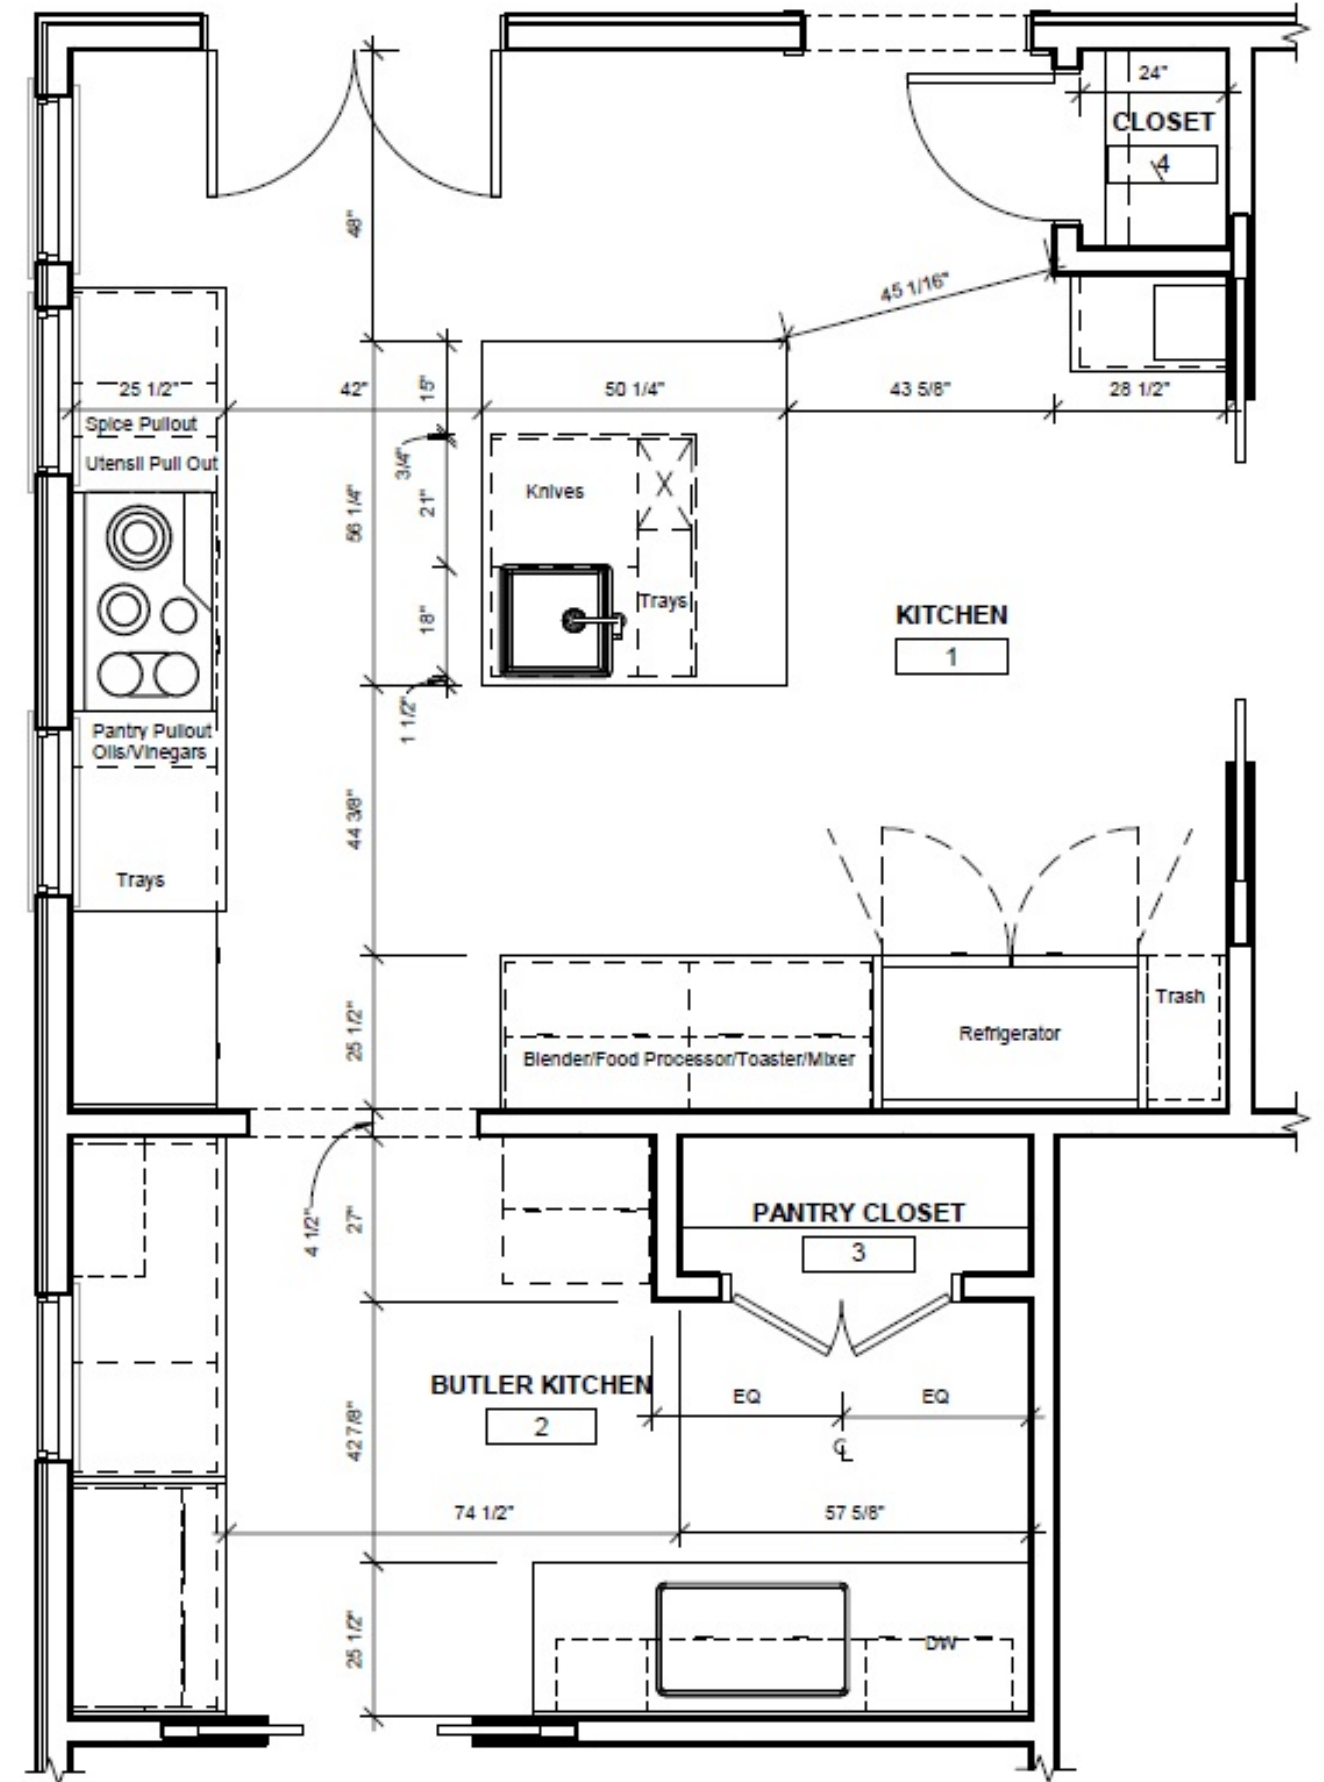 24"
CLOSET
4
48"
45 1/16"
25 1/2"
42"
15"
50 1/4"
43 5/8"
28 1/2"
Spice Pullout
Utensil Pull Out
3/4"
Knives
21"
56 1/4"
Trays
18"
KITCHEN
1
1 1/2"
Pantry Pullout
Oils/Vinegars
44 3/8"
Trays
Trash
25 1/2"
Refrigerator
Blender/Food Processor/Toaster/Mixer
4 1/2"
27"
PANTRY CLOSET
3
BUTLER KITCHEN
2
EQ
EQ
CL
42 7/8"
74 1/2"
57 5/8"
25 1/2"
DW